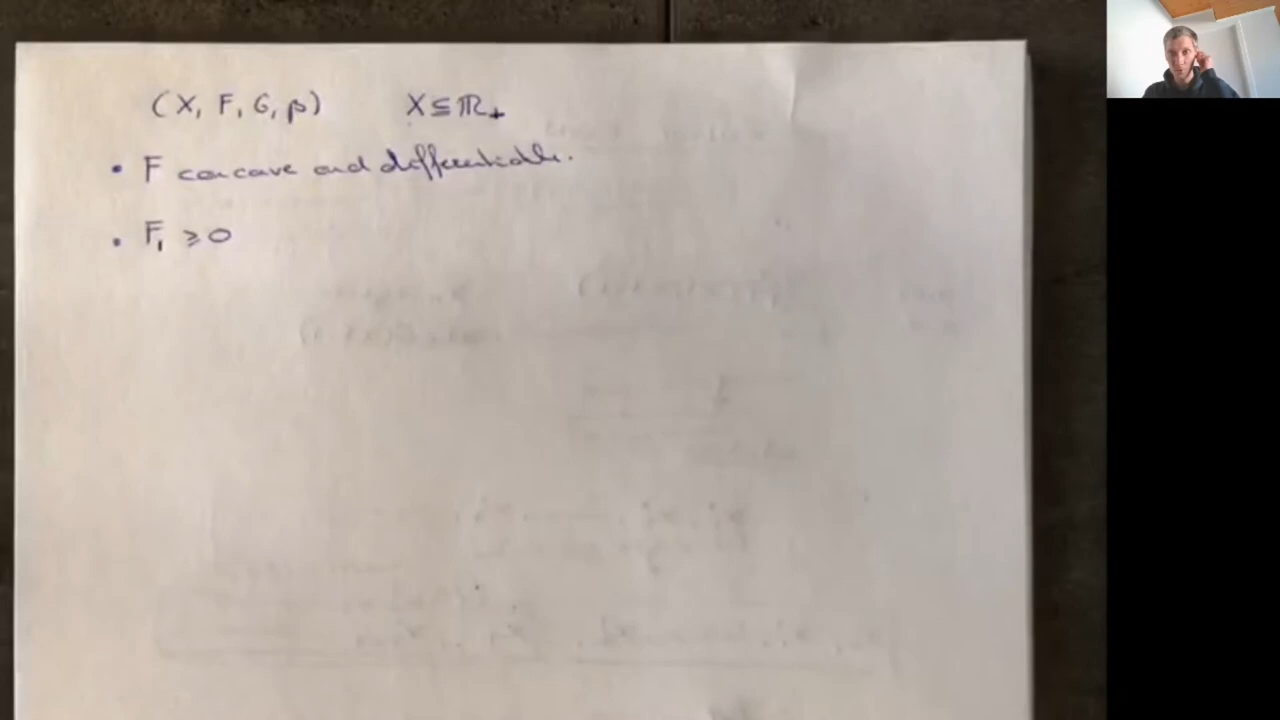 (X, F, G, β) X ⊆ ℝ₊
• F concave and differentiable.
• F₁ ≥ 0